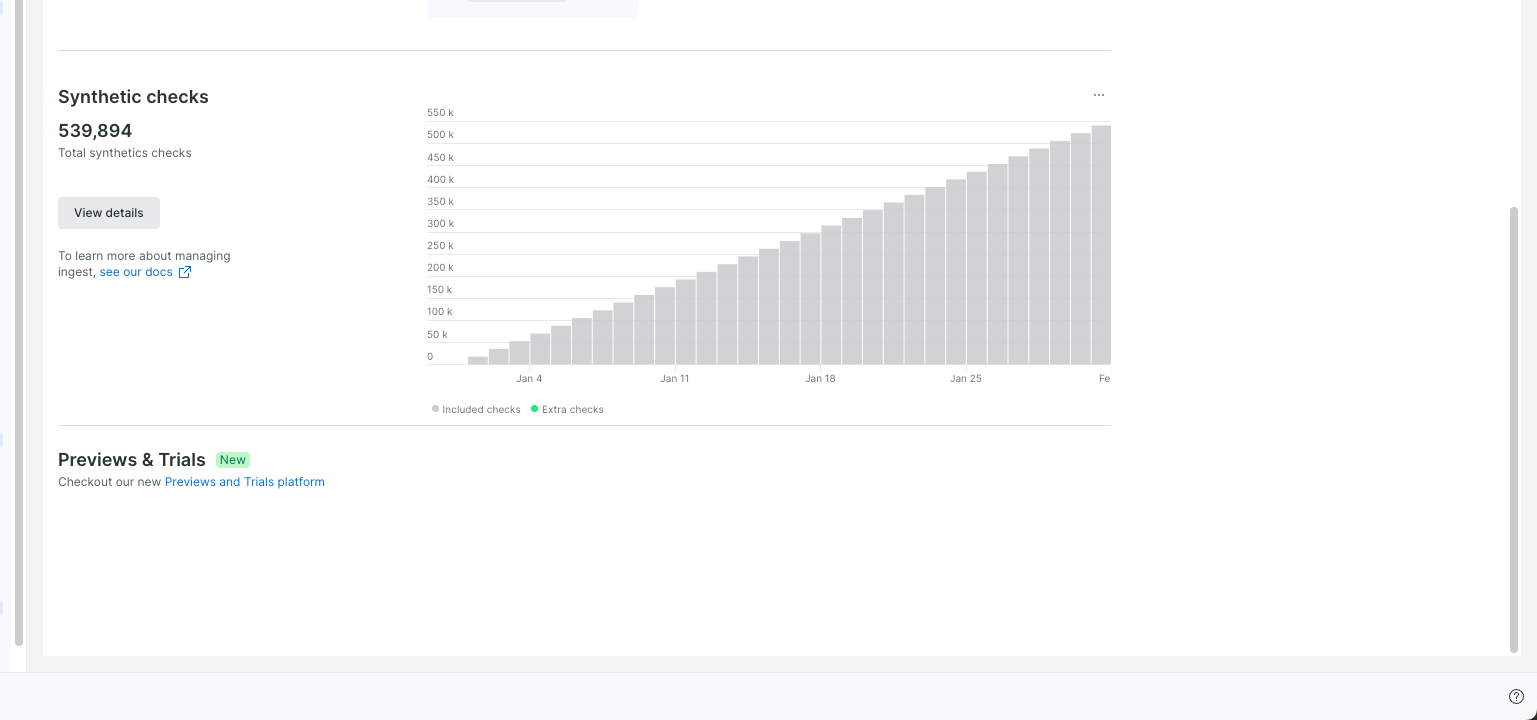 Synthetic checks
...
539,894
Total synthetics checks
View details
To learn more about managing
ingest, see our docs
550 k
500 k
450 k
400 k
350 k
300 k
250 k
200 k
150 k
100 k
50 k
0
Jan 4 Jan 11 Jan 18 Jan 25 Fe
Included checks Extra checks
Previews & Trials New
Checkout our new Previews and Trials platform
?